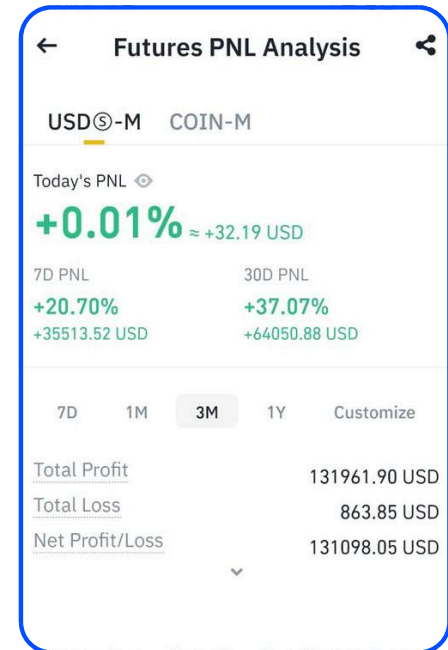 Futures PNL Analysis
USDⓈ-M COIN-M
Today's PNL
+0.01% ≈ +32.19 USD
7D PNL 30D PNL
+20.70% +37.07%
+35513.52 USD +64050.88 USD
7D 1M 3M 1Y Customize
Total Profit 131961.90 USD
Total Loss 863.85 USD
Net Profit/Loss 131098.05 USD